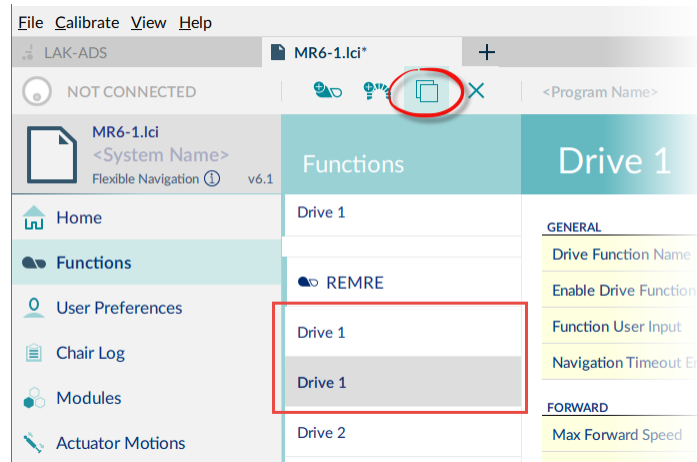 File Calibrate View Help
LAK-ADS
MR6-1.lci*
NOT CONNECTED
<Program Name>
MR6-1.lci
<System Name>
Flexible Navigation v6.1
Functions
Drive 1
Home
Functions
User Preferences
Chair Log
Modules
Actuator Motions
Drive 1
REMRE
Drive 1
Drive 1
Drive 2
GENERAL
Drive Function Name
Enable Drive Function
Function User Input
Navigation Timeout
FORWARD
Max Forward Speed